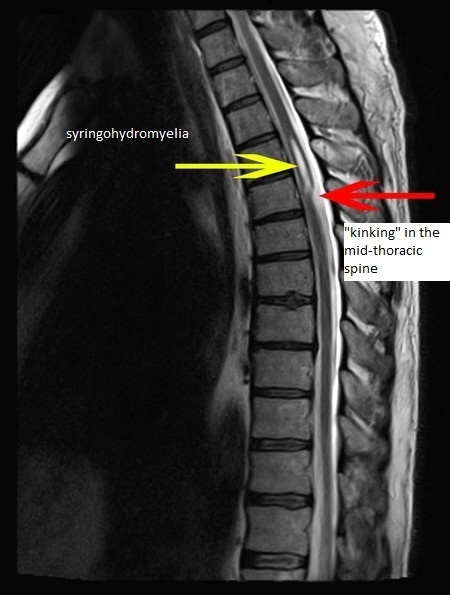 syringohydromyelia
"kinking" in the
mid-thoracic
spine